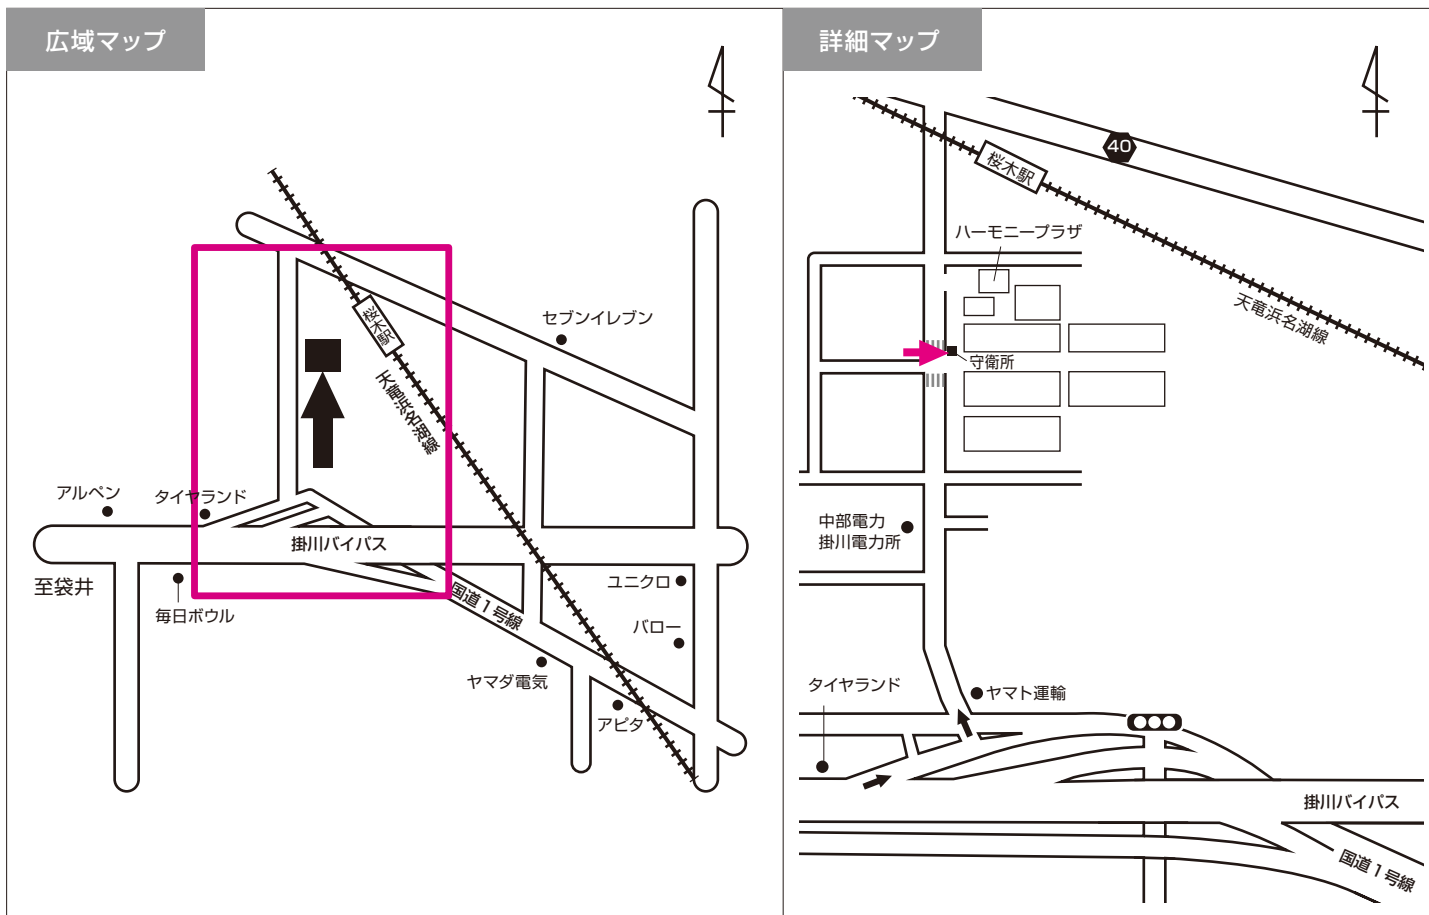 広域マップ
桜木駅
セブンイレブン
天竜浜名湖線
アルペン
タイヤランド
掛川バイパス
至袋井
毎日ボウル
国道1号線
ユニクロ
バロー
ヤマダ電気
アピタ
詳細マップ
40
桜木駅
ハーモニープラザ
天竜浜名湖線
守衛所
中部電力
掛川電力所
タイヤランド
ヤマト運輸
掛川バイパス
国道1号線